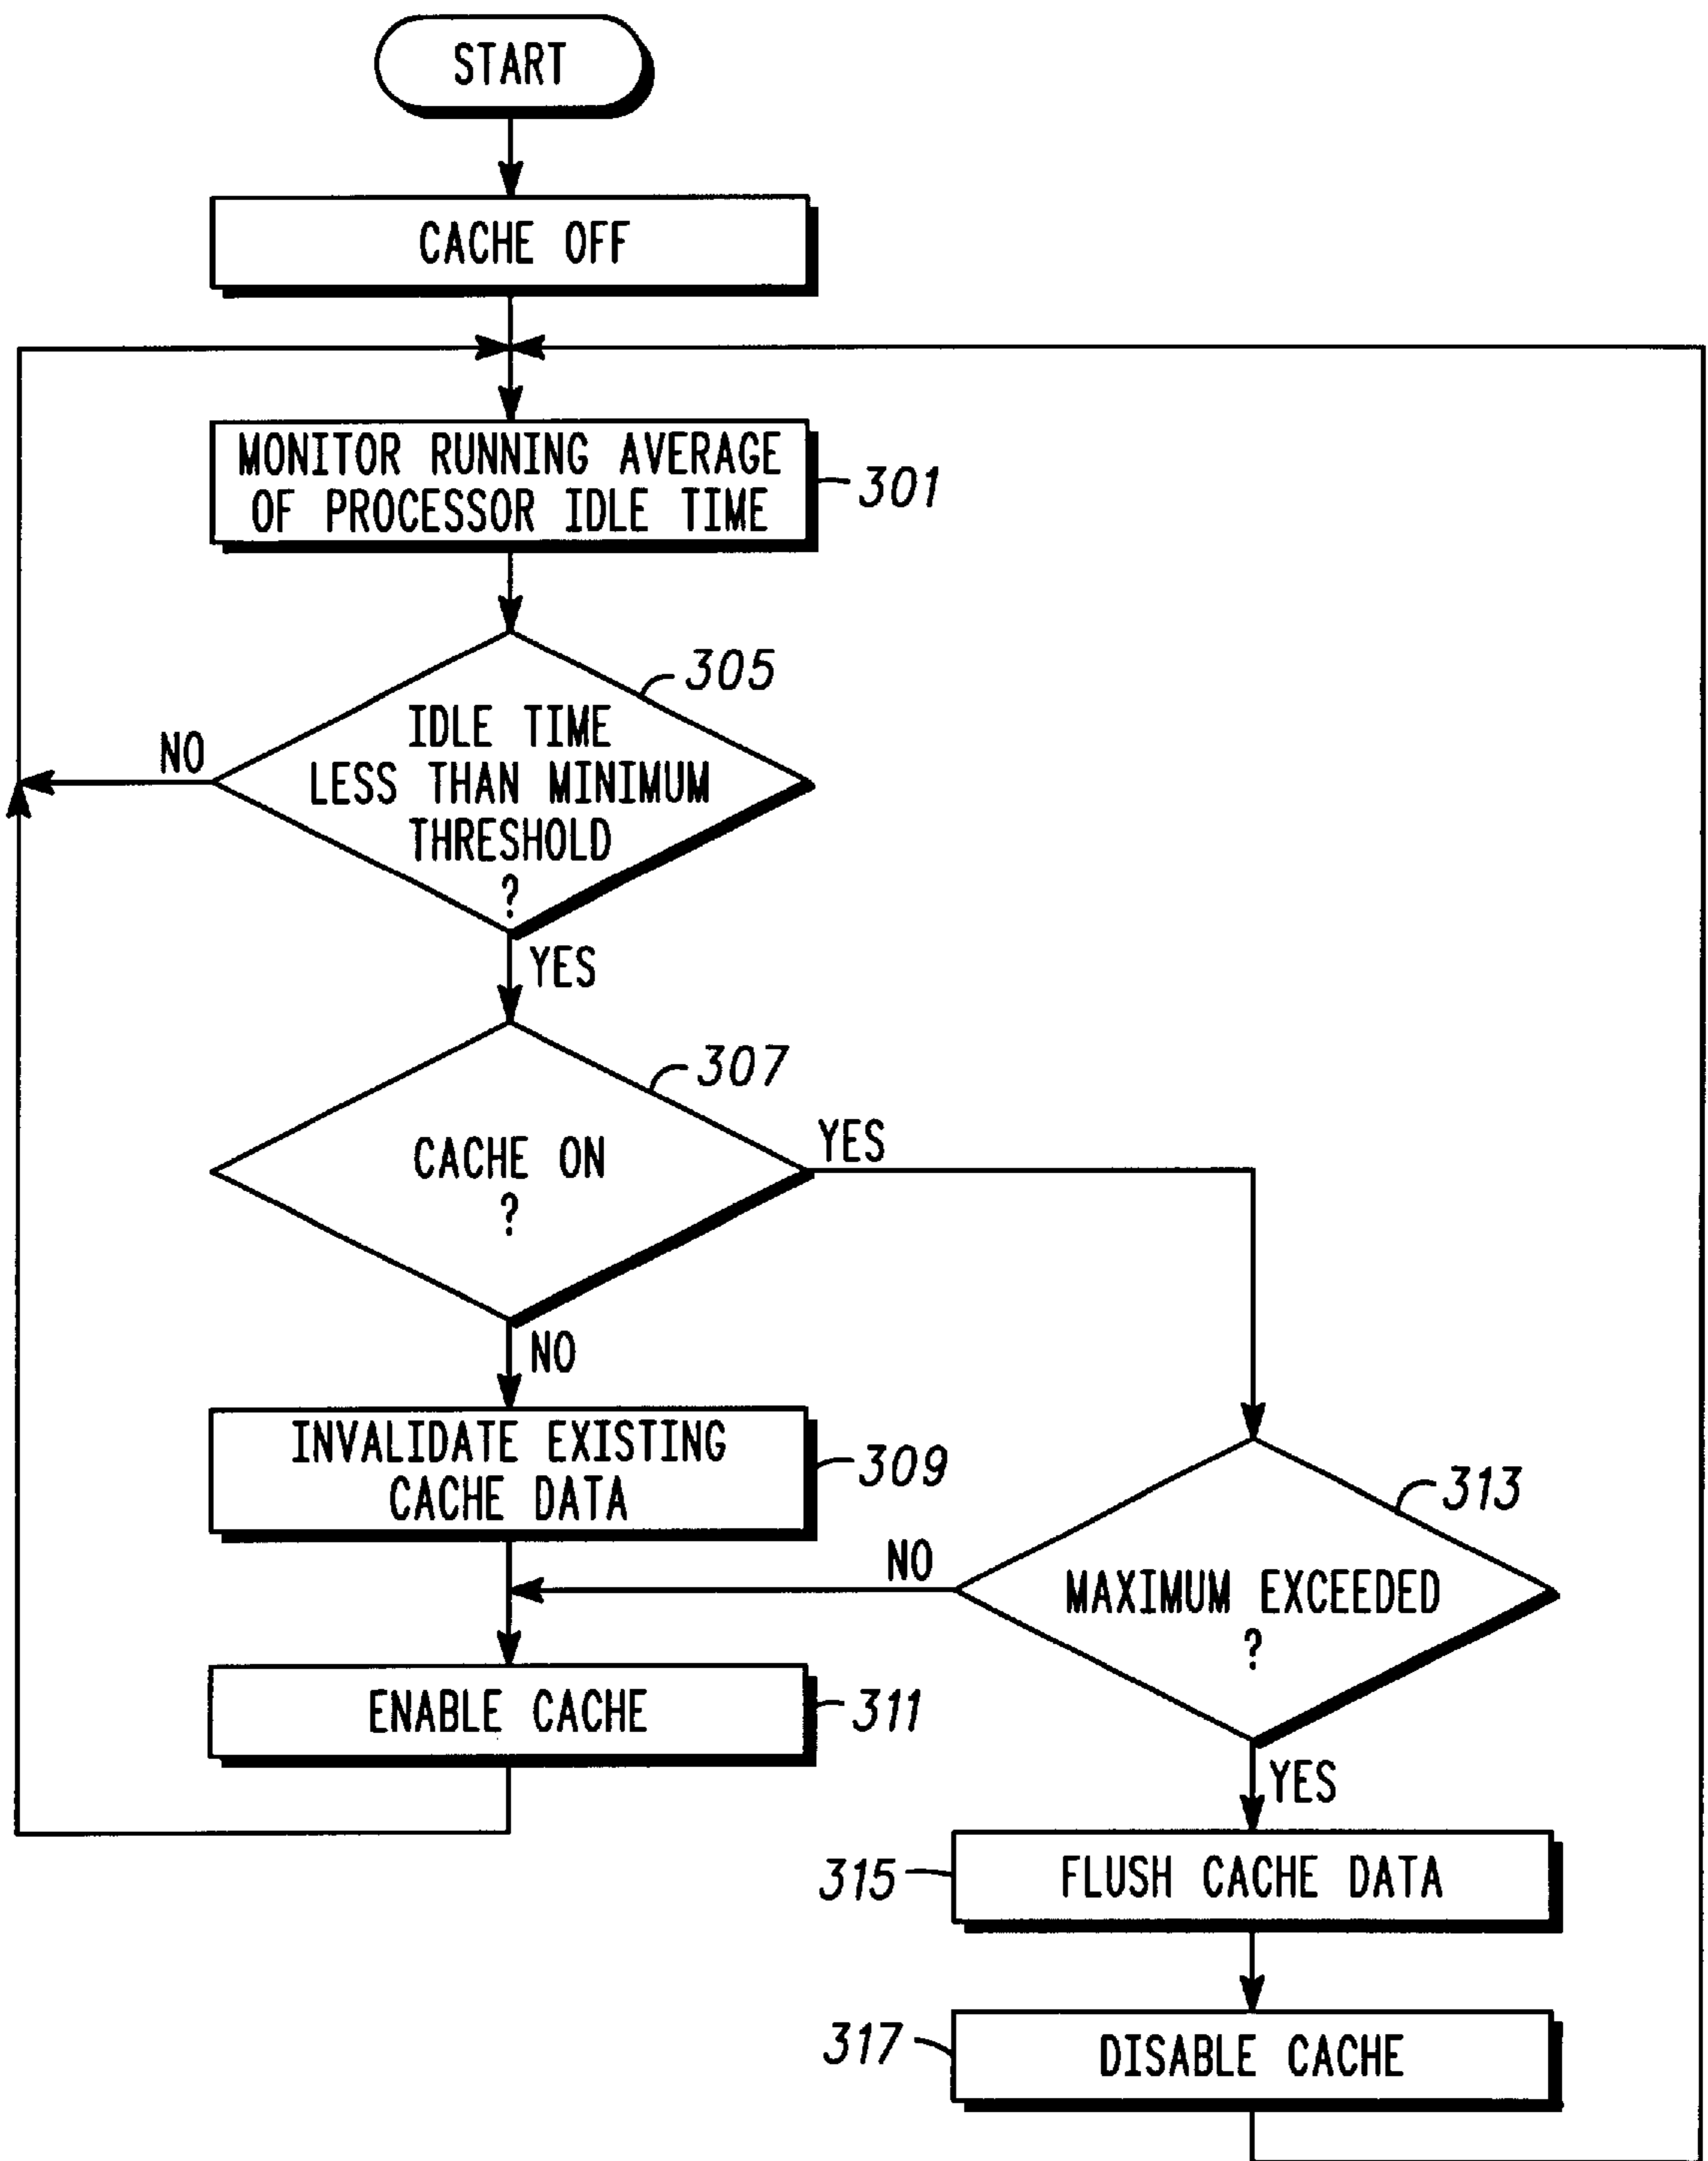 START
CACHE OFF
MONITOR RUNNING AVERAGE
OF PROCESSOR IDLE TIME
301
305
IDLE TIME
LESS THAN MINIMUM
THRESHOLD
?
NO
YES
307
CACHE ON
?
YES
NO
INVALIDATE EXISTING
CACHE DATA
309
313
MAXIMUM EXCEEDED
?
NO
ENABLE CACHE
311
YES
315
FLUSH CACHE DATA
317
DISABLE CACHE